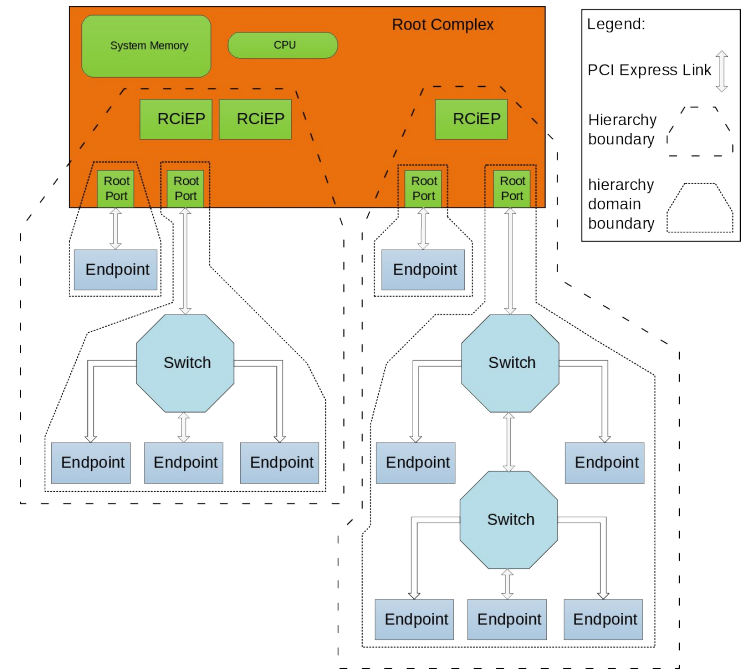 Root Complex
System Memory
CPU
RCiEP
RCiEP
RCiEP
Root
Port
Root
Port
Root
Port
Root
Port
Endpoint
Endpoint
Switch
Switch
Endpoint
Endpoint
Endpoint
Endpoint
Endpoint
Switch
Endpoint
Endpoint
Endpoint
Legend:
PCI Express Link
Hierarchy
boundary
hierarchy
domain
boundary